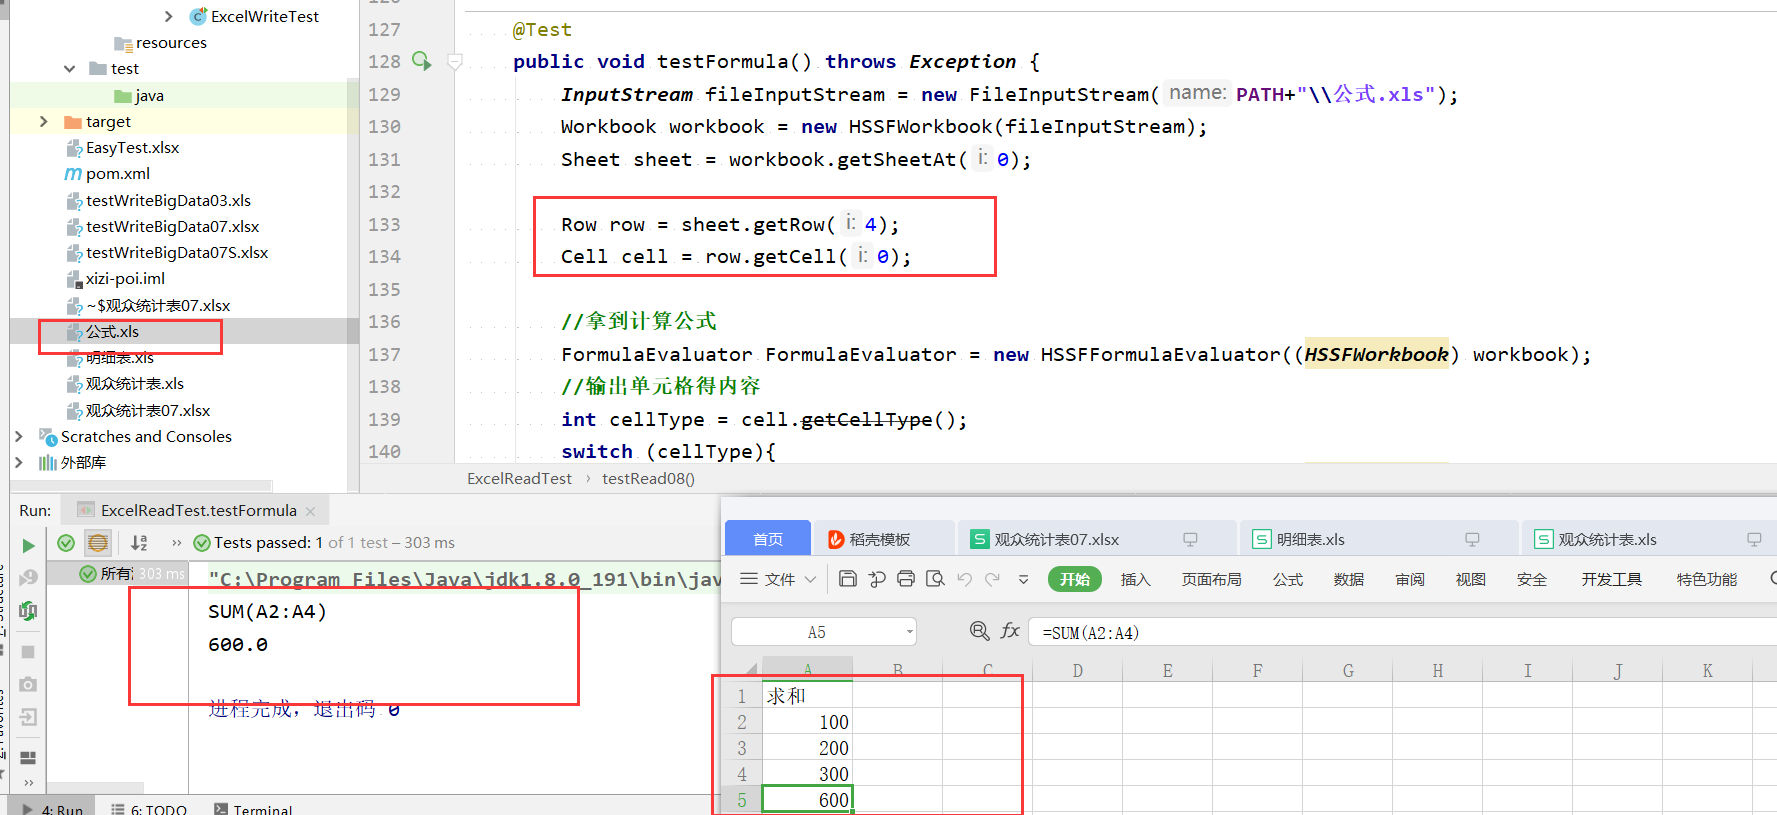 ExcelWriteTest
resources
test
java
target
EasyTest.xlsx
pom.xml
testWriteBigData03.xls
testWriteBigData07.xlsx
testWriteBigData07S.xlsx
xizi-poi.iml
~$观众统计表07.xlsx
公式.xls
明细表.xls
观众统计表.xls
观众统计表07.xlsx
Scratches and Consoles
外部库
127 @Test
128 public void testFormula() throws Exception {
129 InputStream fileInputStream = new FileInputStream( name: PATH+"\\公式.xls");
130 Workbook workbook = new HSSFWorkbook(fileInputStream);
131 Sheet sheet = workbook.getSheetAt( i: 0);
132
133 Row row = sheet.getRow( i: 4);
134 Cell cell = row.getCell( i: 0);
135
136 //拿到计算公式
137 FormulaEvaluator FormulaEvaluator = new HSSFFormulaEvaluator((HSSFWorkbook) workbook);
138 //输出单元格得内容
139 int cellType = cell.getCellType();
140 switch (cellType){
ExcelReadTest › testRead08()
Run: ExcelReadTest.testFormula ×
Tests passed: 1 of 1 test – 303 ms
所有 303 ms
"C:\Program Files\Java\jdk1.8.0_191\bin\jav
SUM(A2:A4)
600.0
进程完成，退出码 0
4: Run 6: TODO Terminal
首页 稻壳模板 观众统计表07.xlsx 明细表.xls 观众统计表.xls
文件 开始 插入 页面布局 公式 数据 审阅 视图 安全 开发工具 特色功能
A5 fx =SUM(A2:A4)
A B C D E F G H I J K
1 求和
2 100
3 200
4 300
5 600